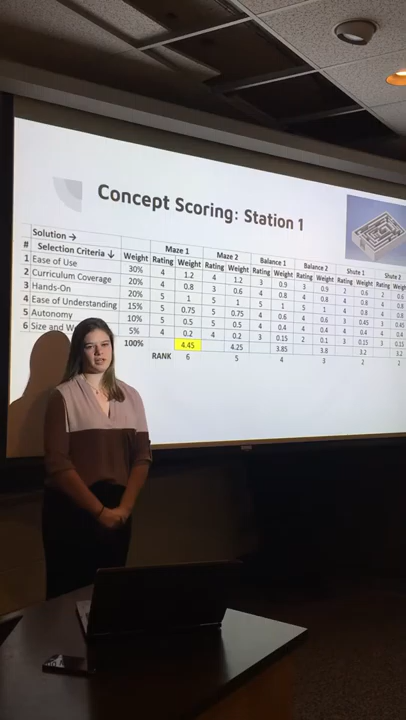 Concept Scoring: Station 1
Solution →
Maze 1 Maze 2 Balance 1 Balance 2 Shute 1 Shute 2
# Selection Criteria ↓ Weight Rating Weight Rating Weight Rating Weight Rating Weight Rating Weight Rating Weight
1 Ease of Use 30% 4 1.2 4 1.2 3 0.9 3 0.9 2 0.6 2 0.6
2 Curriculum Coverage 20% 4 0.8 3 0.6 4 0.8 4 0.8 4 0.8 4 0.8
3 Hands-On 20% 5 1 5 1 5 1 5 1 4 0.8 4 0.8
4 Ease of Understanding 15% 5 0.75 5 0.75 4 0.6 4 0.6 3 0.45 3 0.45
5 Autonomy 10% 5 0.5 5 0.5 4 0.4 4 0.4 4 0.4 4 0.4
6 Size and W 5% 4 0.2 4 0.2 3 0.15 2 0.1 3 0.15 3 0.15
100% 4.45 4.25 3.85 3.8 3.2 3.2
RANK 6 5 4 3 2 2